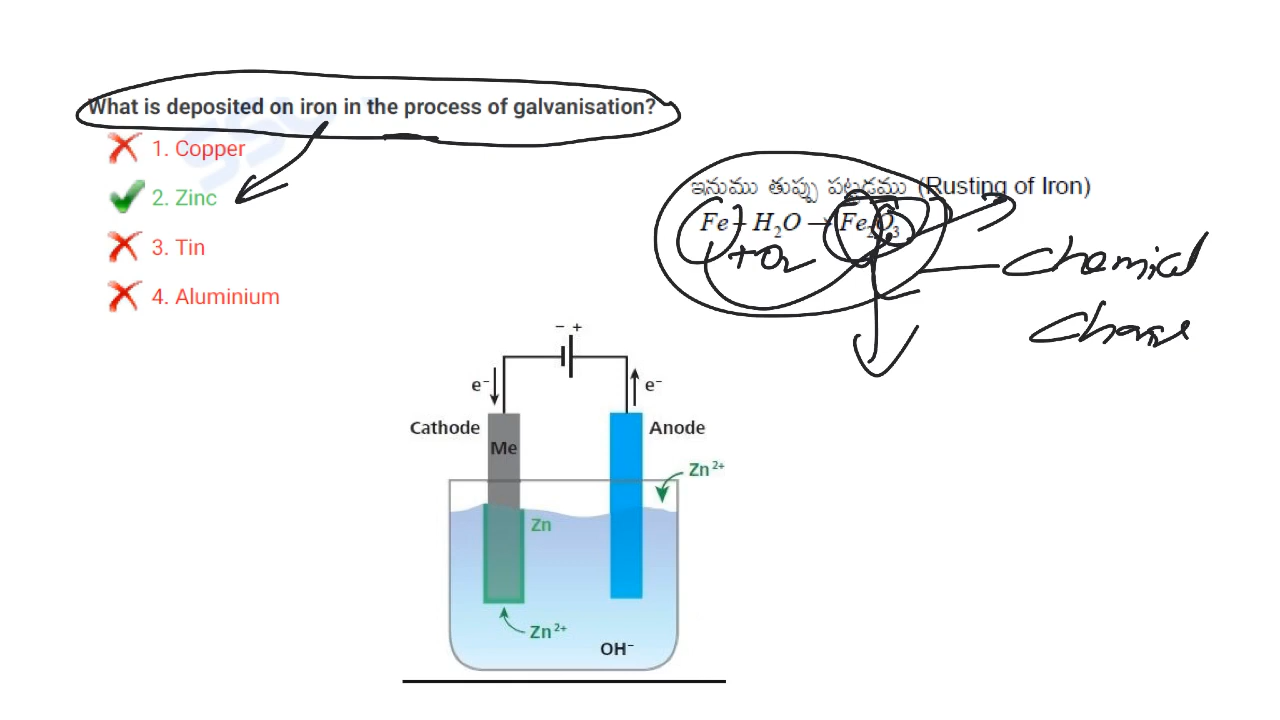 What is deposited on iron in the process of galvanisation?
1. Copper
2. Zinc
3. Tin
4. Aluminium
ఇనుము తుప్పు పట్టడము (Rusting of Iron)
Fe + H₂O → Fe₂O₃
+ O₂
Chemical
Change
− +
e⁻
e⁻
Cathode
Anode
Me
Zn²⁺
Zn
Zn²⁺
OH⁻